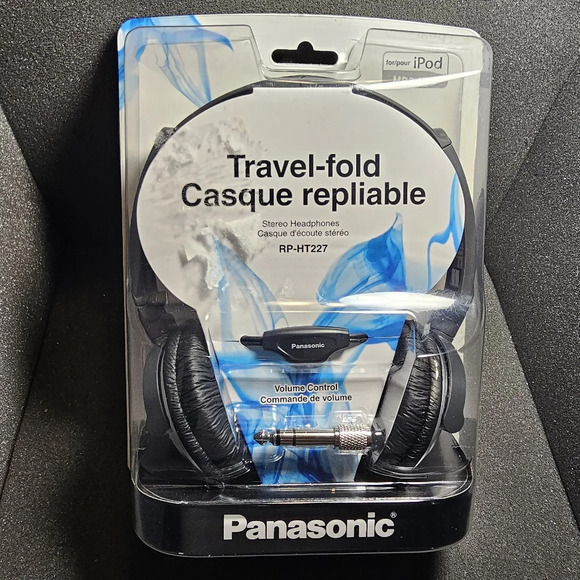 for/pour iPod
Travel-fold
Casque repliable
Stereo Headphones
Casque d'écoute stéréo
RP-HT227
Panasonic
Volume Control
Commande de volume
Panasonic®